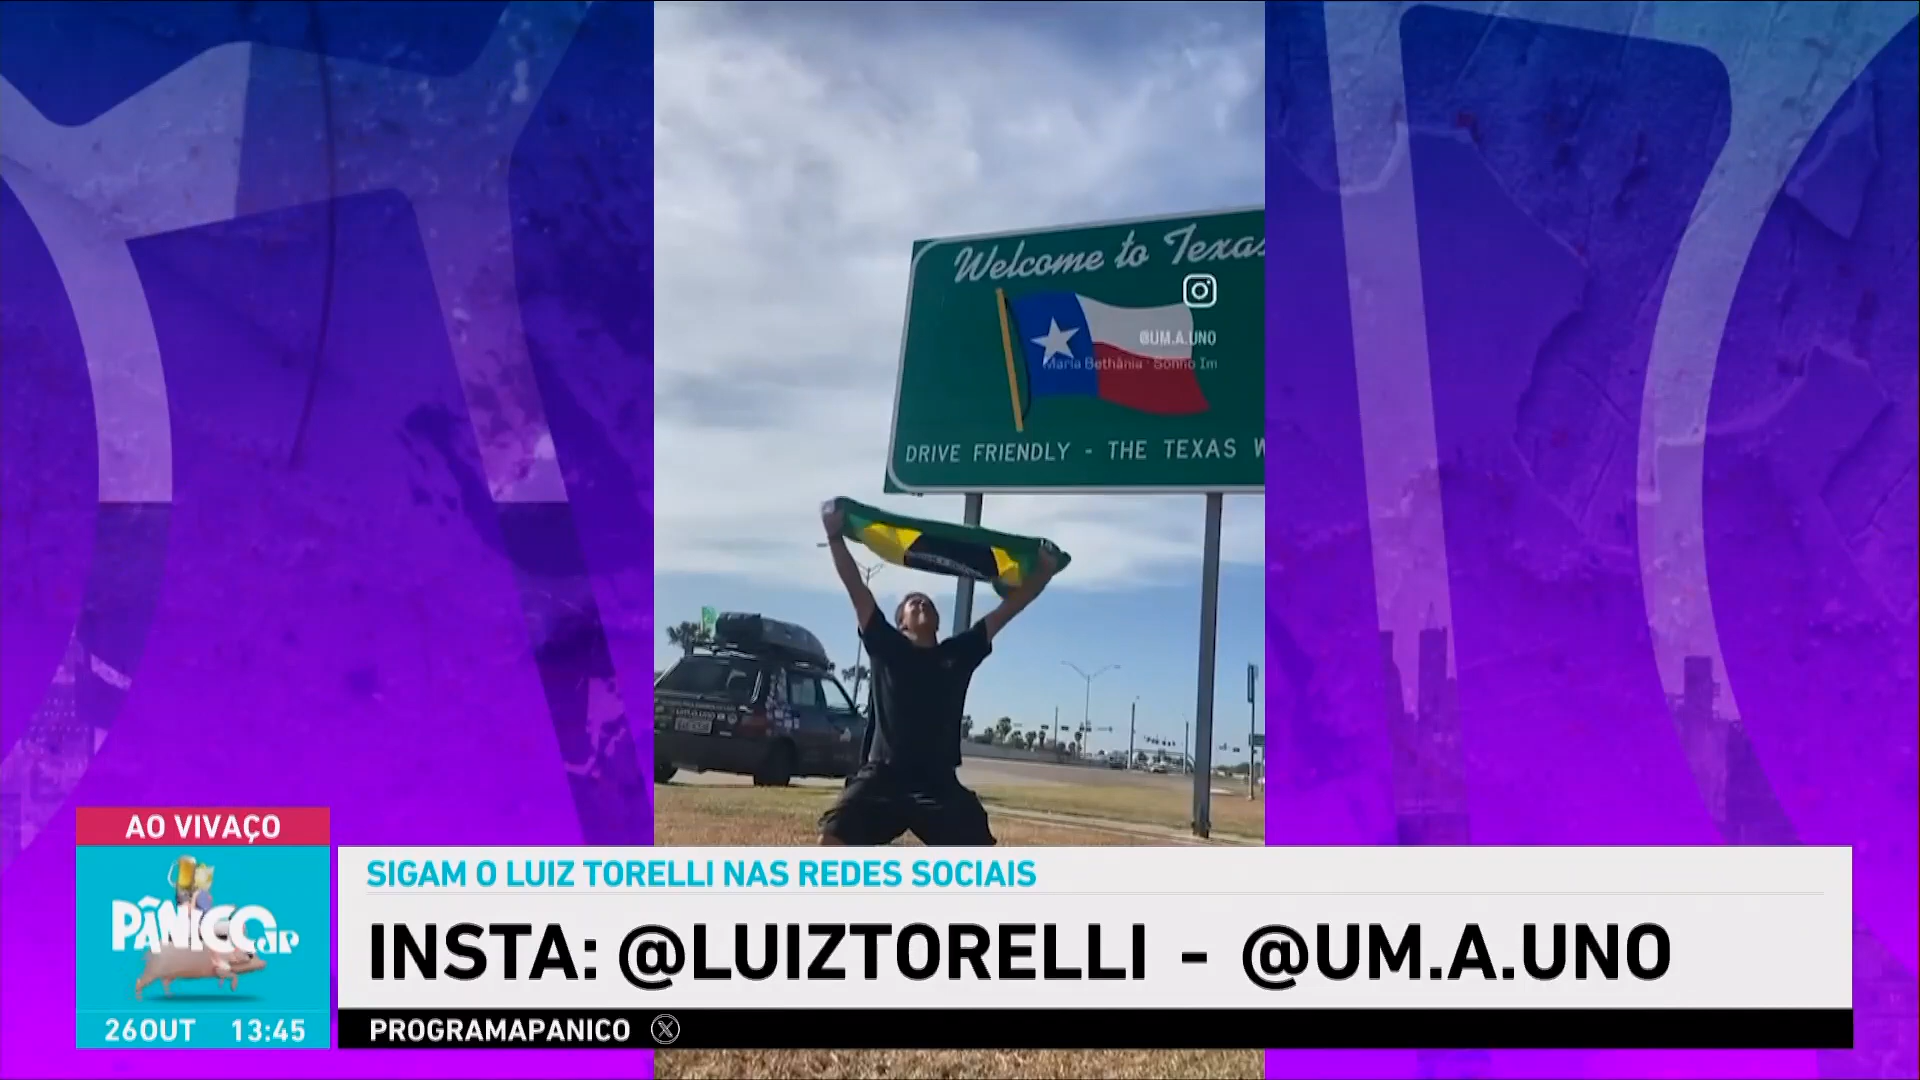 Welcome to Texas
@UM.A.UNO
Maria Bethânia · Sonho Im
DRIVE FRIENDLY - THE TEXAS W
AO VIVAÇO
PÂNICO JP
26OUT 13:45
SIGAM O LUIZ TORELLI NAS REDES SOCIAIS
INSTA: @LUIZTORELLI - @UM.A.UNO
PROGRAMAPANICO